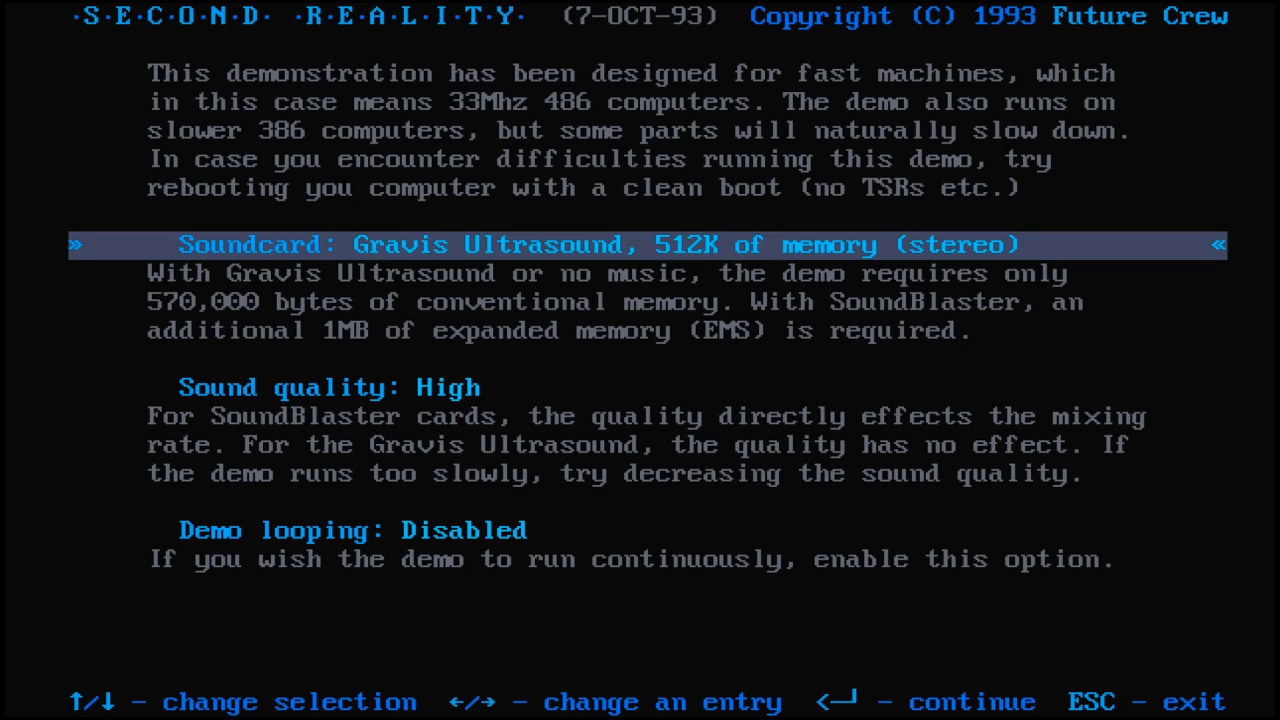 ·S·E·C·O·N·D· ·R·E·A·L·I·T·Y· (7-OCT-93) Copyright (C) 1993 Future Crew
This demonstration has been designed for fast machines, which
in this case means 33Mhz 486 computers. The demo also runs on
slower 386 computers, but some parts will naturally slow down.
In case you encounter difficulties running this demo, try
rebooting you computer with a clean boot (no TSRs etc.)
» Soundcard: Gravis Ultrasound, 512K of memory (stereo) «
With Gravis Ultrasound or no music, the demo requires only
570,000 bytes of conventional memory. With SoundBlaster, an
additional 1MB of expanded memory (EMS) is required.
Sound quality: High
For SoundBlaster cards, the quality directly effects the mixing
rate. For the Gravis Ultrasound, the quality has no effect. If
the demo runs too slowly, try decreasing the sound quality.
Demo looping: Disabled
If you wish the demo to run continuously, enable this option.
↑/↓ - change selection ←/→ - change an entry <─┘ - continue ESC - exit